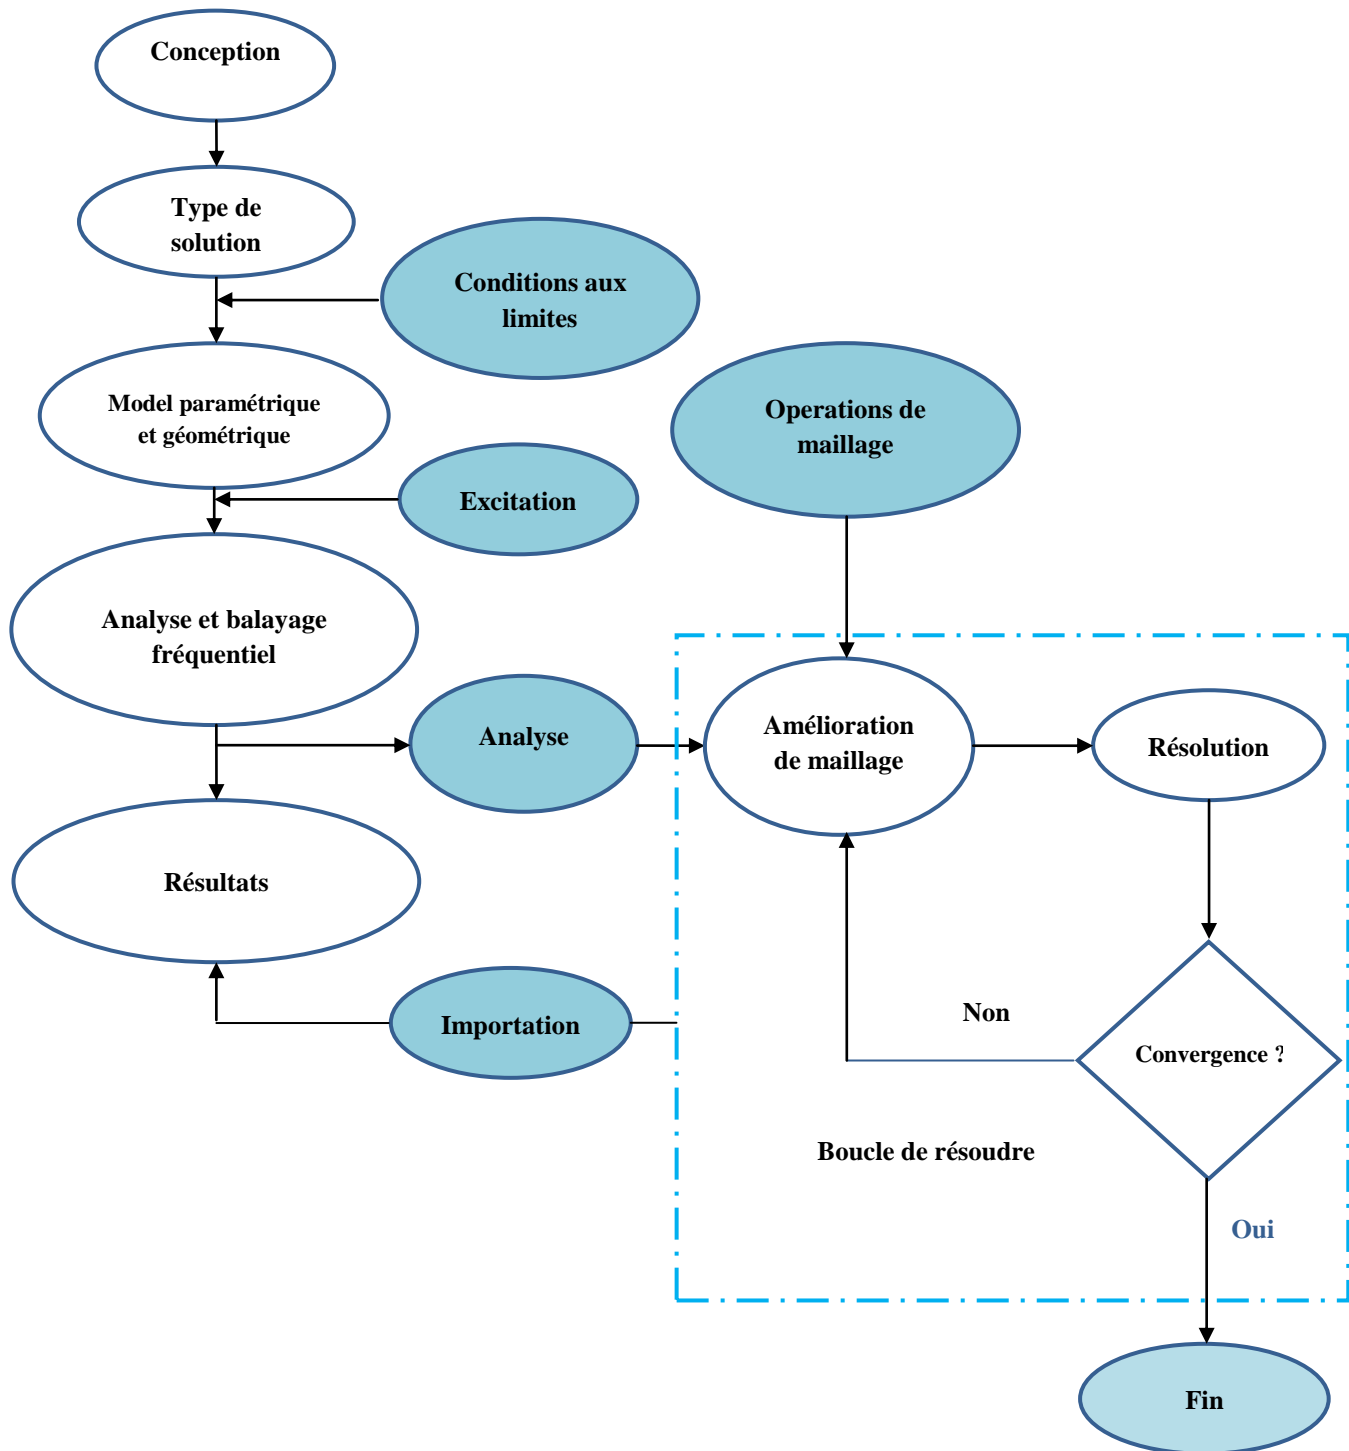 Conception
Type de
solution
Conditions aux
limites
Model paramétrique
et géométrique
Operations de
maillage
Excitation
Analyse et balayage
fréquentiel
Analyse
Amélioration
de maillage
Résolution
Résultats
Importation
Non
Convergence ?
Boucle de résoudre
Oui
Fin